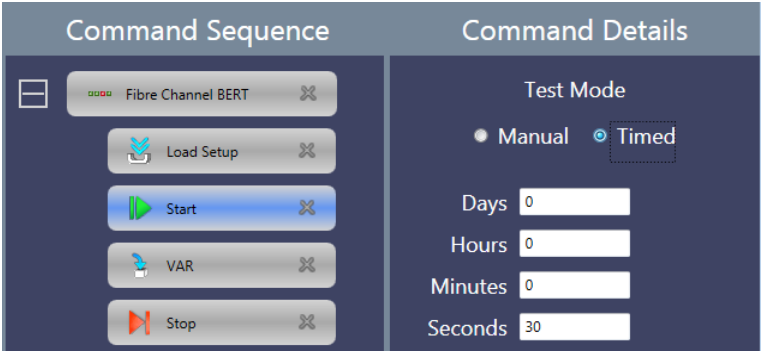 Command Sequence
Fibre Channel BERT
Load Setup
Start
VAR
Stop
Command Details
Test Mode
Manual Timed
Days 0
Hours 0
Minutes 0
Seconds 30